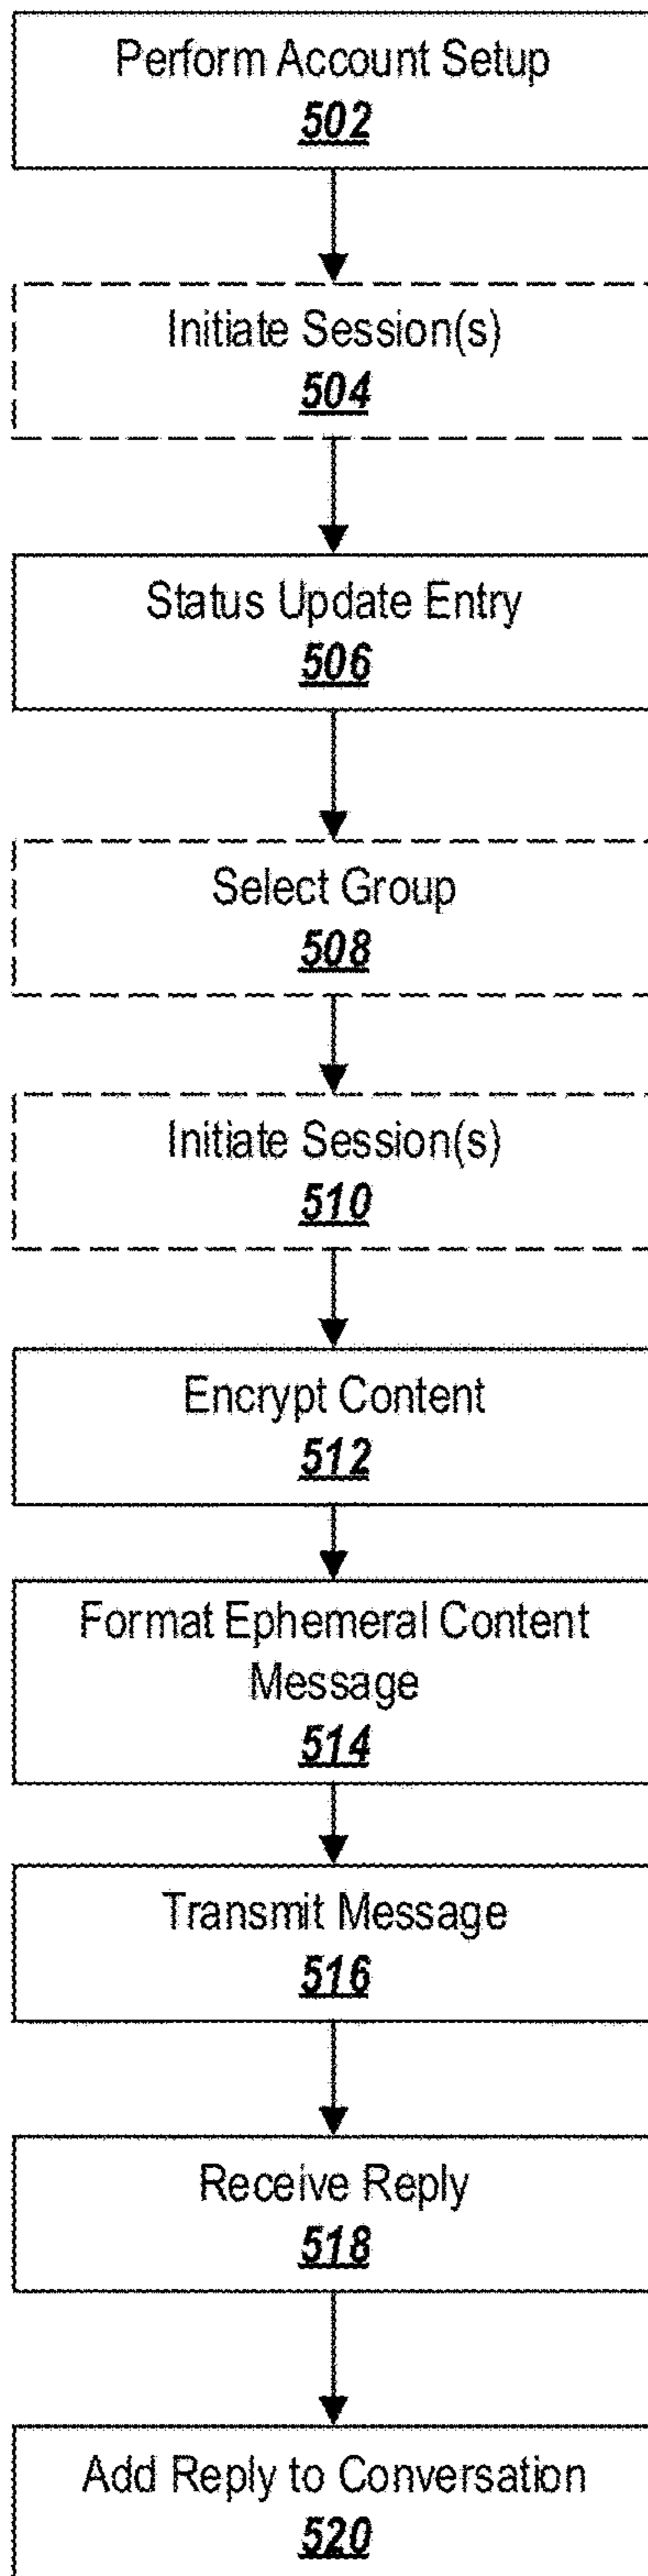 Perform Account Setup
502
Initiate Session(s)
504
Status Update Entry
506
Select Group
508
Initiate Session(s)
510
Encrypt Content
512
Format Ephemeral Content
Message
514
Transmit Message
516
Receive Reply
518
Add Reply to Conversation
520